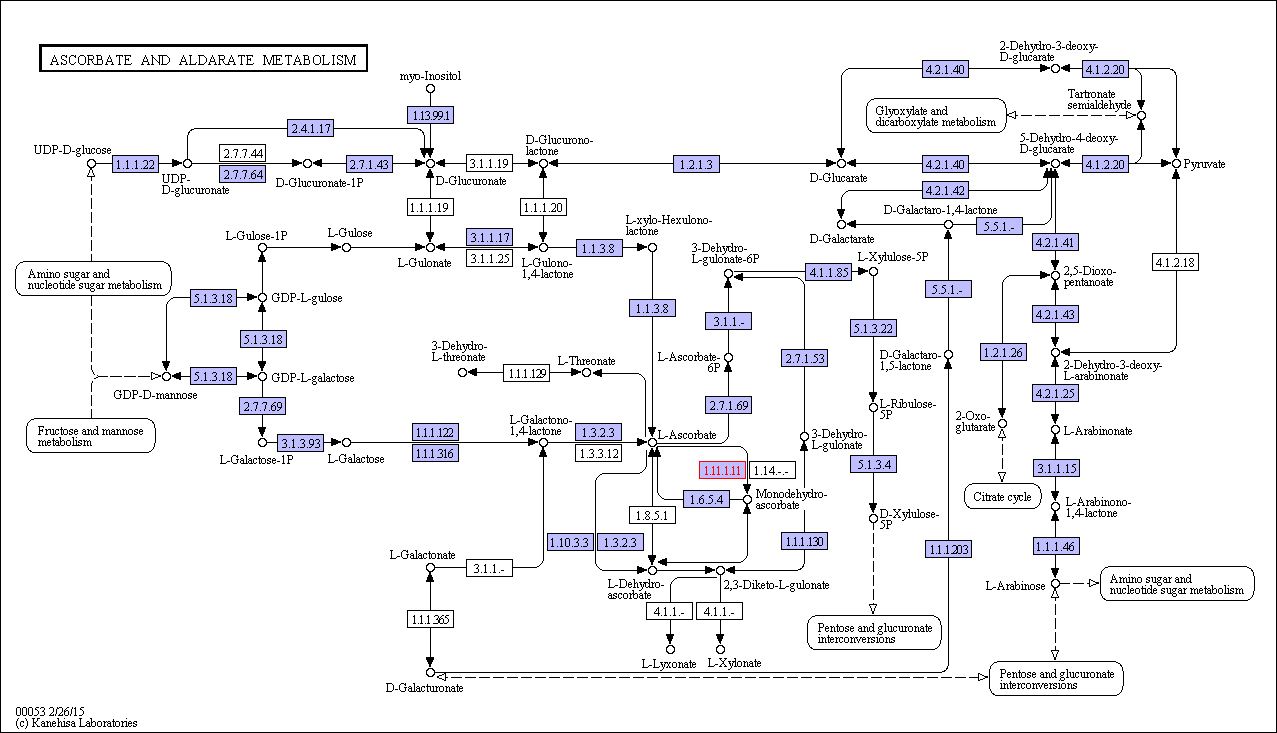 ASCORBATE AND ALDARATE METABOLISM
myo-Inositol
1.13.99.1
2-Dehydro-3-deoxy-
D-glucarate
4.2.1.40
4.1.2.20
Tartronate
semialdehyde
Glyoxylate and
dicarboxylate metabolism
2.4.1.17
UDP-D-glucose
1.1.1.22
2.7.7.44
2.7.7.64
2.7.1.43
UDP-
D-glucuronate
D-Glucuronate-1P
D-Glucuronate
3.1.1.19
D-Glucurono-
lactone
1.2.1.3
D-Glucarate
4.2.1.40
5-Dehydro-4-deoxy-
D-glucarate
4.1.2.20
Pyruvate
4.2.1.42
1.1.1.19
1.1.1.20
D-Galactarate
D-Galactaro-1,4-lactone
5.5.1.-
L-Gulose-1P
L-Gulose
L-Gulonate
3.1.1.17
3.1.1.25
L-Gulono-
1,4-lactone
1.1.3.8
L-xylo-Hexulono-
lactone
3-Dehydro-
L-gulonate-6P
4.1.1.85
L-Xylulose-5P
4.2.1.41
4.1.2.18
Amino sugar and
nucleotide sugar metabolism
5.1.3.18
GDP-L-gulose
2,5-Dioxo-
pentanoate
5.5.1.-
1.1.3.8
3.1.1.-
5.1.3.22
4.2.1.43
5.1.3.18
3-Dehydro-
L-threonate
1.1.1.129
L-Threonate
L-Ascorbate-
6P
2.7.1.53
D-Galactaro-
1,5-lactone
1.2.1.26
2-Dehydro-3-deoxy-
L-arabinonate
5.1.3.18
GDP-L-galactose
GDP-D-mannose
2.7.7.69
2.7.1.69
L-Ribulose-
5P
4.2.1.25
Fructose and mannose
metabolism
L-Galactose-1P
3.1.3.93
L-Galactose
1.1.1.122
1.1.1.316
L-Galactono-
1,4-lactone
1.3.2.3
1.3.3.12
L-Ascorbate
3-Dehydro-
L-gulonate
2-Oxo-
glutarate
L-Arabinonate
1.11.1.11
1.14.-.-
5.1.3.4
3.1.1.15
Citrate cycle
1.6.5.4
Monodehydro-
ascorbate
1.8.5.1
D-Xylulose-
5P
L-Arabinono-
1,4-lactone
1.10.3.3
1.3.2.3
1.1.1.130
1.1.1.203
1.1.1.46
L-Galactonate
3.1.1.-
L-Dehydro-
ascorbate
2,3-Diketo-L-gulonate
L-Arabinose
Amino sugar and
nucleotide sugar metabolism
4.1.1.-
4.1.1.-
1.1.1.365
Pentose and glucuronate
interconversions
L-Lyxonate
L-Xylonate
D-Galacturonate
Pentose and glucuronate
interconversions
00053 2/26/15
(c) Kanehisa Laboratories